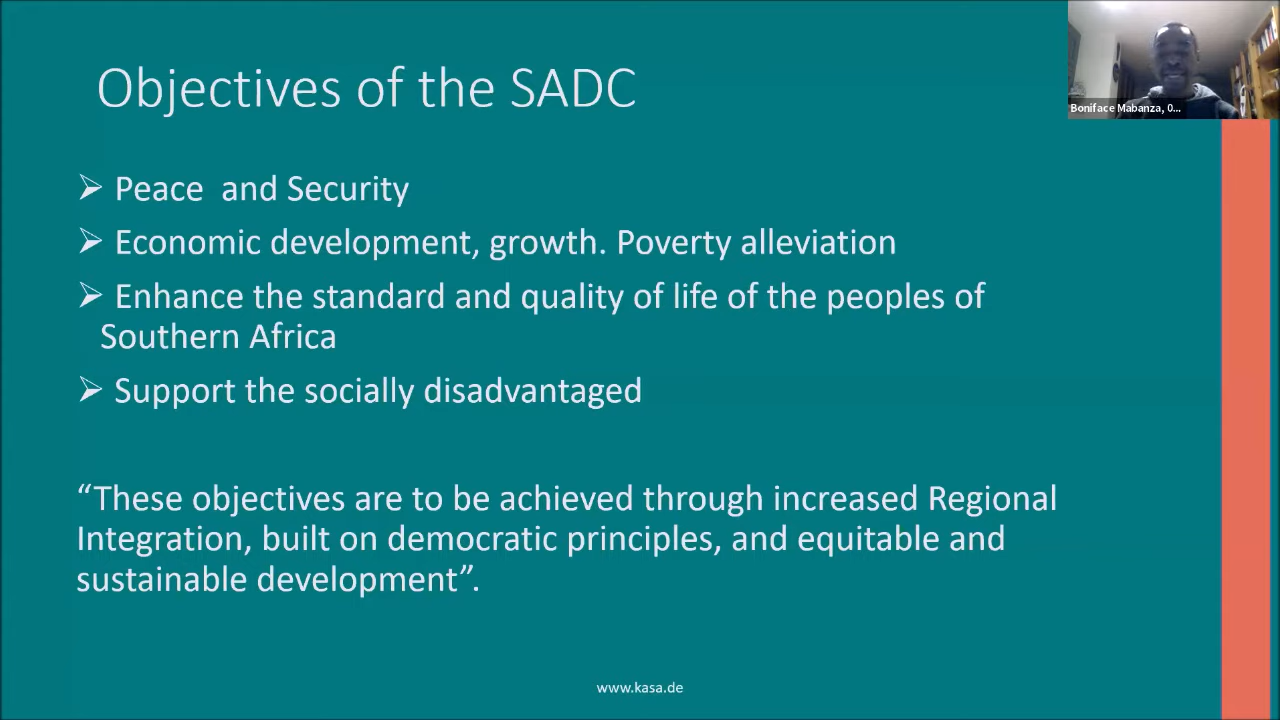 Objectives of the SADC
Boniface Mabanza, 0...
➢ Peace  and Security
➢ Economic development, growth. Poverty alleviation
➢ Enhance the standard and quality of life of the peoples of
Southern Africa
➢ Support the socially disadvantaged
“These objectives are to be achieved through increased Regional
Integration, built on democratic principles, and equitable and
sustainable development”.
www.kasa.de